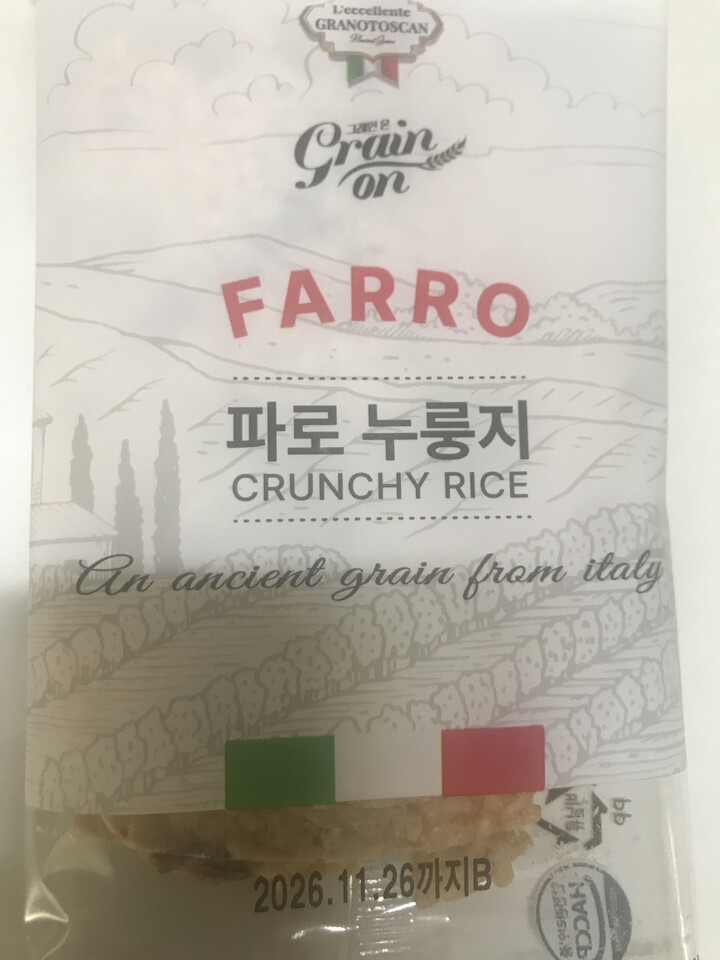 L'eccellente
GRANOTOSCAN
그레인 온
Grain
on
FARRO
파로 누룽지
CRUNCHY RICE
An ancient grain from italy
2026.11.26까지B